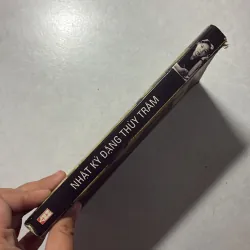 NHẬT KÝ ĐẶNG THÙY TRÂM